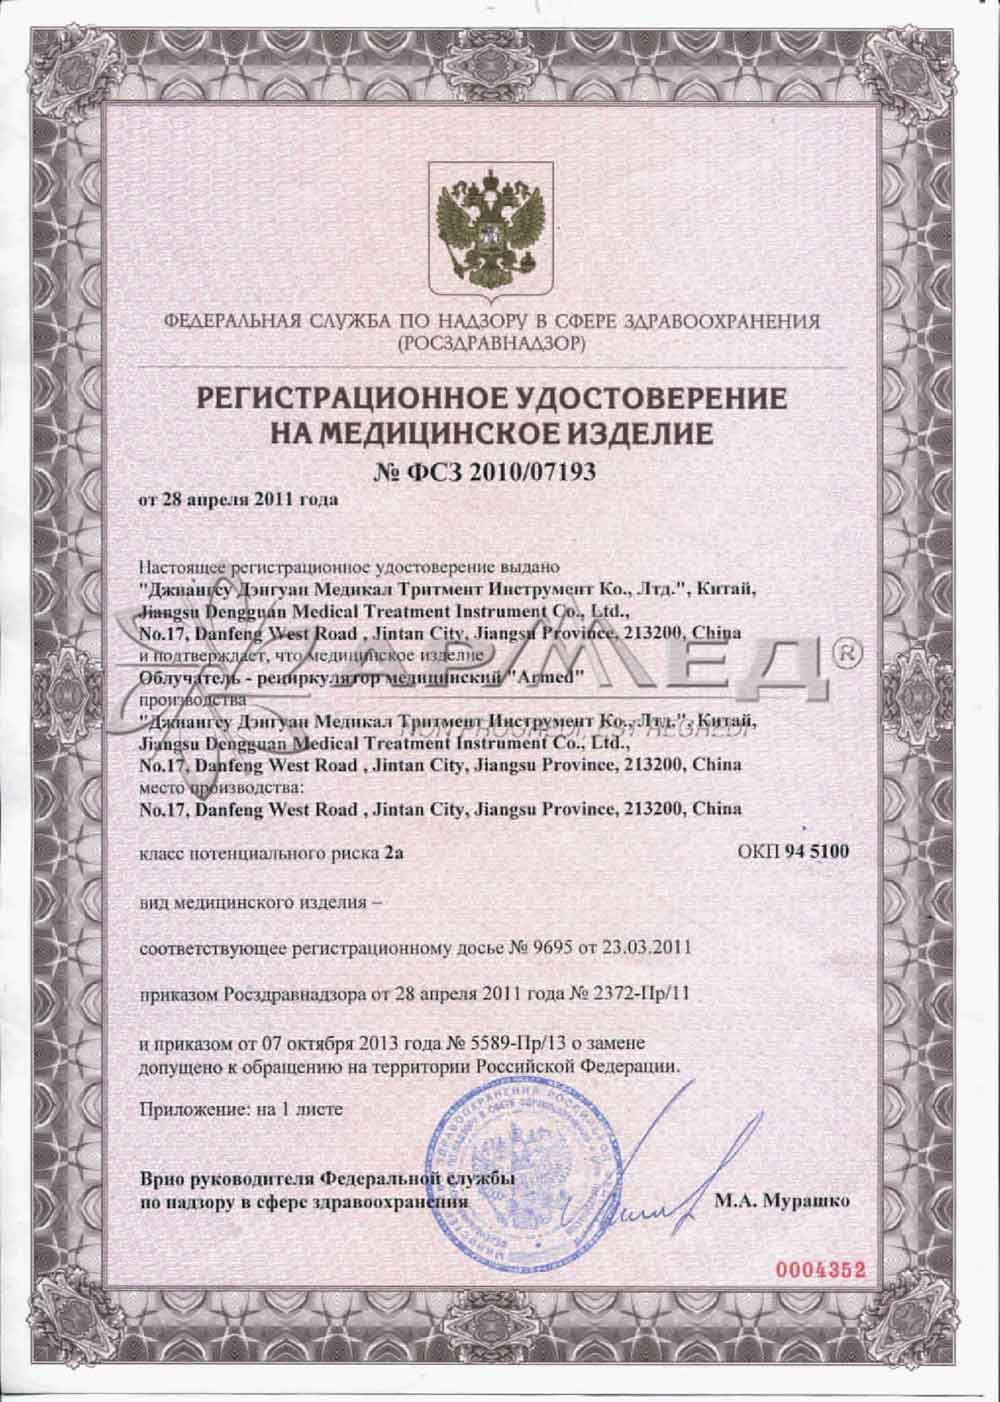 ФЕДЕРАЛЬНАЯ СЛУЖБА ПО НАДЗОРУ В СФЕРЕ ЗДРАВООХРАНЕНИЯ
(РОСЗДРАВНАДЗОР)
РЕГИСТРАЦИОННОЕ УДОСТОВЕРЕНИЕ
НА МЕДИЦИНСКОЕ ИЗДЕЛИЕ
№ ФСЗ 2010/07193
от 28 апреля 2011 года
Настоящее регистрационное удостоверение выдано
"Джиангсу Дэнгуан Медикал Тритмент Инструмент Ко., Лтд.", Китай,
Jiangsu Dengguan Medical Treatment Instrument Co., Ltd.,
No.17, Danfeng West Road , Jintan City, Jiangsu Province, 213200, China
и подтверждает, что медицинское изделие
Облучатель - рециркулятор медицинский "Armed"
АРМЕД®
производства
"Джиангсу Дэнгуан Медикал Тритмент Инструмент Ко., Лтд.", Китай,
NON PROGREDI EST REGREDI
Jiangsu Dengguan Medical Treatment Instrument Co., Ltd.,
No.17, Danfeng West Road , Jintan City, Jiangsu Province, 213200, China
место производства:
No.17, Danfeng West Road , Jintan City, Jiangsu Province, 213200, China
класс потенциального риска 2а ОКП 94 5100
вид медицинского изделия –
соответствующее регистрационному досье № 9695 от 23.03.2011
приказом Росздравнадзора от 28 апреля 2011 года № 2372-Пр/11
и приказом от 07 октября 2013 года № 5589-Пр/13 о замене
допущено к обращению на территории Российской Федерации.
Приложение: на 1 листе
Врио руководителя Федеральной службы
по надзору в сфере здравоохранения М.А. Мурашко
0004352